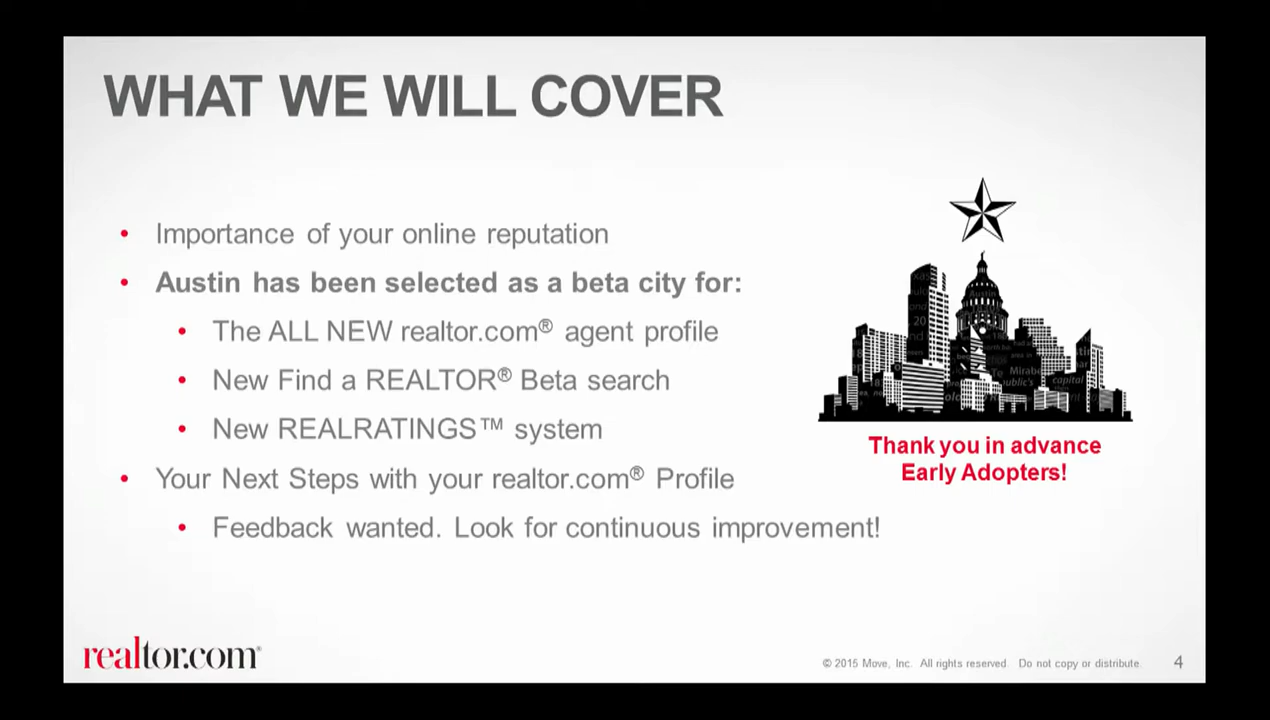 WHAT WE WILL COVER
• Importance of your online reputation
• Austin has been selected as a beta city for:
• The ALL NEW realtor.com® agent profile
• New Find a REALTOR® Beta search
• New REALRATINGS™ system
• Your Next Steps with your realtor.com® Profile
• Feedback wanted. Look for continuous improvement!
Thank you in advance
Early Adopters!
realtor.com®
© 2015 Move, Inc. All rights reserved. Do not copy or distribute.
4